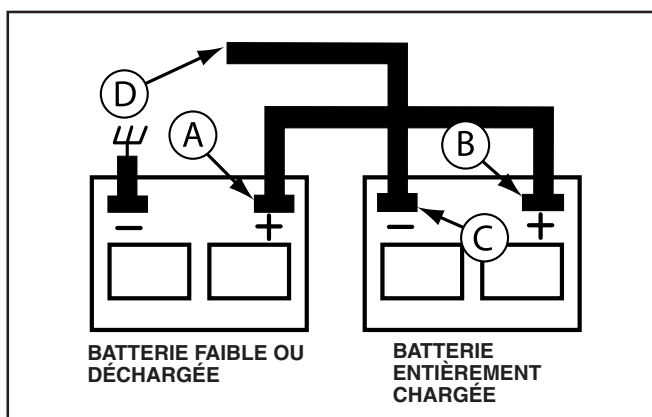 D
A
B
C
– + – +
BATTERIE FAIBLE OU
DÉCHARGÉE
BATTERIE
ENTIÈREMENT
CHARGÉE